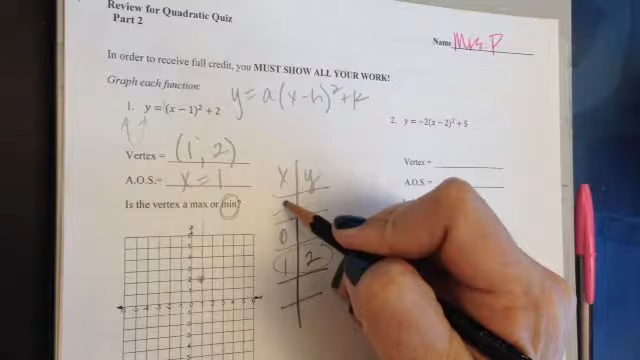 Review for Quadratic Quiz
Part 2
Name Mrs P
In order to receive full credit, you MUST SHOW ALL YOUR WORK!
Graph each function:
1. y = (x − 1)² + 2
y = a(x-h)²+k
Vertex = (1, 2)
A.O.S= x = 1
Is the vertex a max or min?
x | y
0
1 | 2
2. y = −2(x − 2)² + 5
Vertex =
A.O.S=